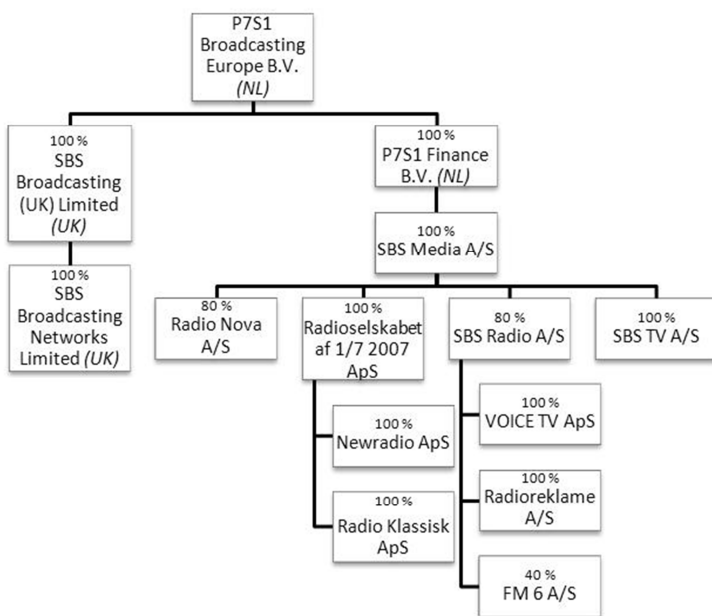 P7S1
Broadcasting
Europe B.V.
(NL)
100 %
SBS
Broadcasting
(UK) Limited
(UK)
100 %
P7S1 Finance
B.V. (NL)
100 %
SBS Media A/S
100 %
SBS
Broadcasting
Networks
Limited (UK)
80 %
Radio Nova
A/S
100 %
Radioselskabet
af 1/7 2007
ApS
80 %
SBS Radio A/S
100 %
SBS TV A/S
100 %
Newradio ApS
100 %
Radio Klassisk
ApS
100 %
VOICE TV ApS
100 %
Radioreklame
A/S
40 %
FM 6 A/S